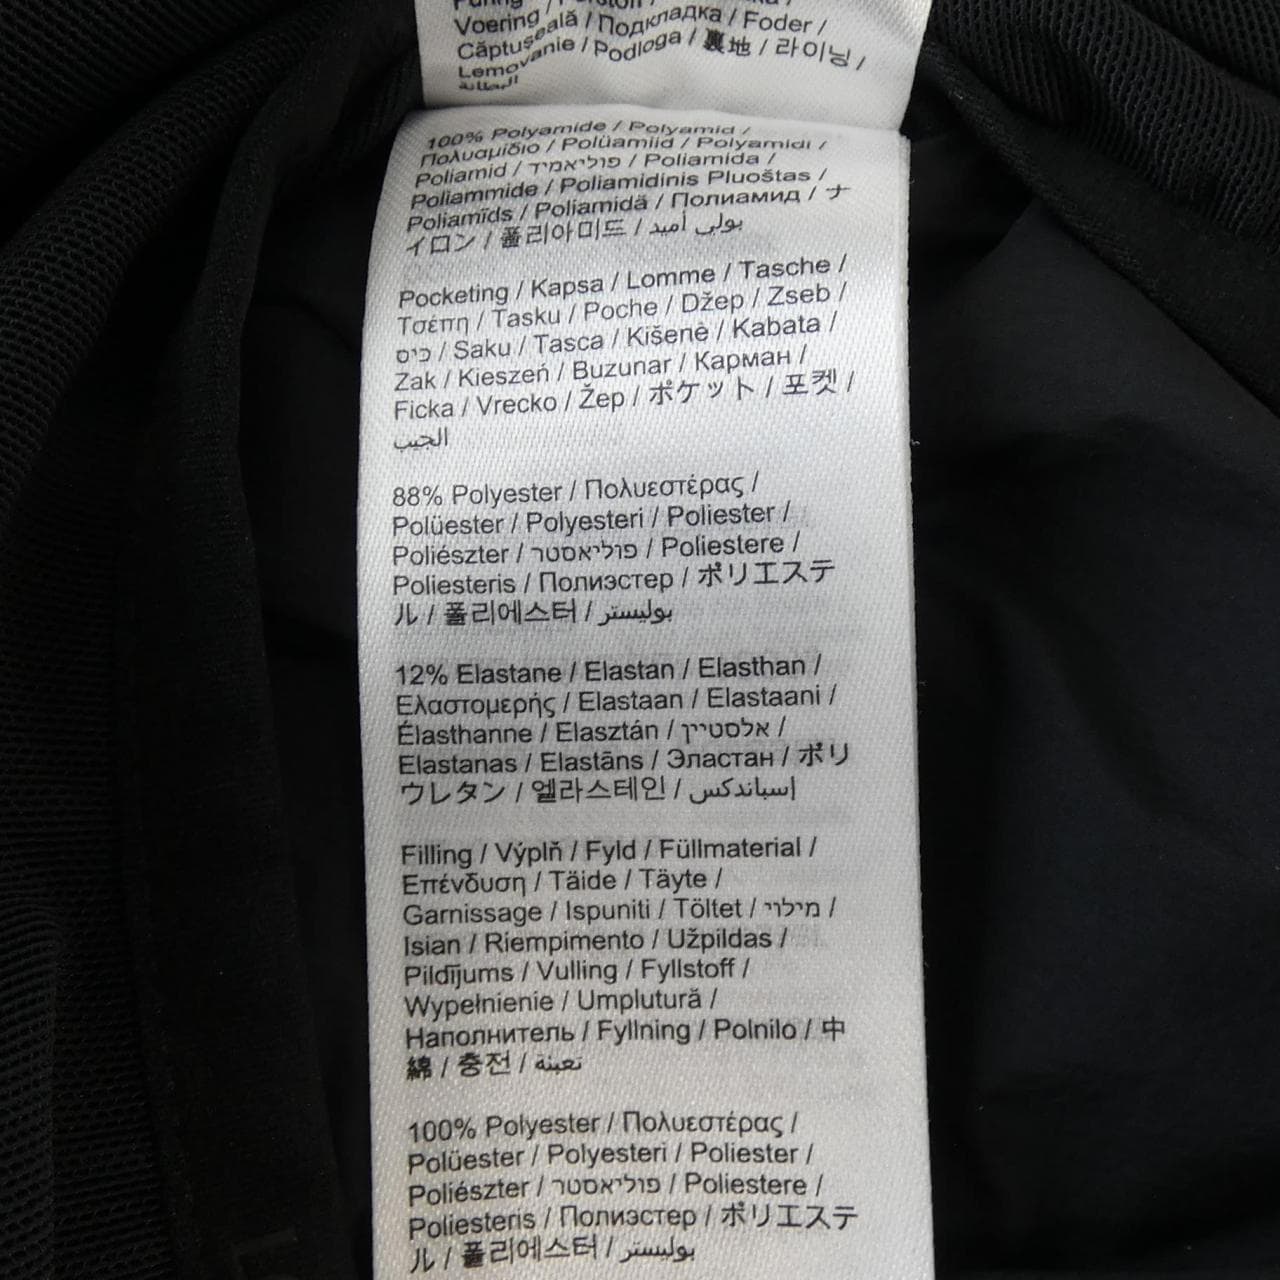 Voering / Foder /
Căptuşeală / Подкладка / Foder /
Lemovanie / Podloga / 裏地 / 라이닝 /
البطانة
100% Polyamide / Polyamid /
Πολυαμίδιο / Polüamiid / Polyamidi /
Poliamid / פוליאמיד / Poliamida /
Poliammide / Poliamidinis Pluoštas /
Poliamīds / Poliamidă / Полиамид / ナ
イロン / 폴리아미드 / بولي أميد
Pocketing / Kapsa / Lomme / Tasche /
Τσέπη / Tasku / Poche / Džep / Zseb /
כיס / Saku / Tasca / Kišenė / Kabata /
Zak / Kieszeń / Buzunar / Карман /
Ficka / Vrecko / Žep / ポケット / 포켓 /
الجيب
88% Polyester / Πολυεστέρας /
Polüester / Polyesteri / Poliester /
Poliészter / פוליאסטר / Poliestere /
Poliesteris / Полиэстер / ポリエステ
ル / 폴리에스터 / بوليستر
12% Elastane / Elastan / Elasthan /
Ελαστομερής / Elastaan / Elastaani /
Élasthanne / Elasztán / אלסטיין /
Elastanas / Elastāns / Эластан / ポリ
ウレタン / 엘라스테인 / إسباندكس
Filling / Výplň / Fyld / Füllmaterial /
Επένδυση / Täide / Täyte /
Garnissage / Ispuniti / Töltet / מילוי /
Isian / Riempimento / Užpildas /
Pildījums / Vulling / Fyllstoff /
Wypełnienie / Umplutură /
Наполнитель / Fyllning / Polnilo / 中
綿 / 충전 / تعبئة
100% Polyester / Πολυεστέρας /
Polüester / Polyesteri / Poliester /
Poliészter / פוליאסטר / Poliestere /
Poliesteris / Полиэстер / ポリエステ
ル / 폴리에스터 / بوليستر